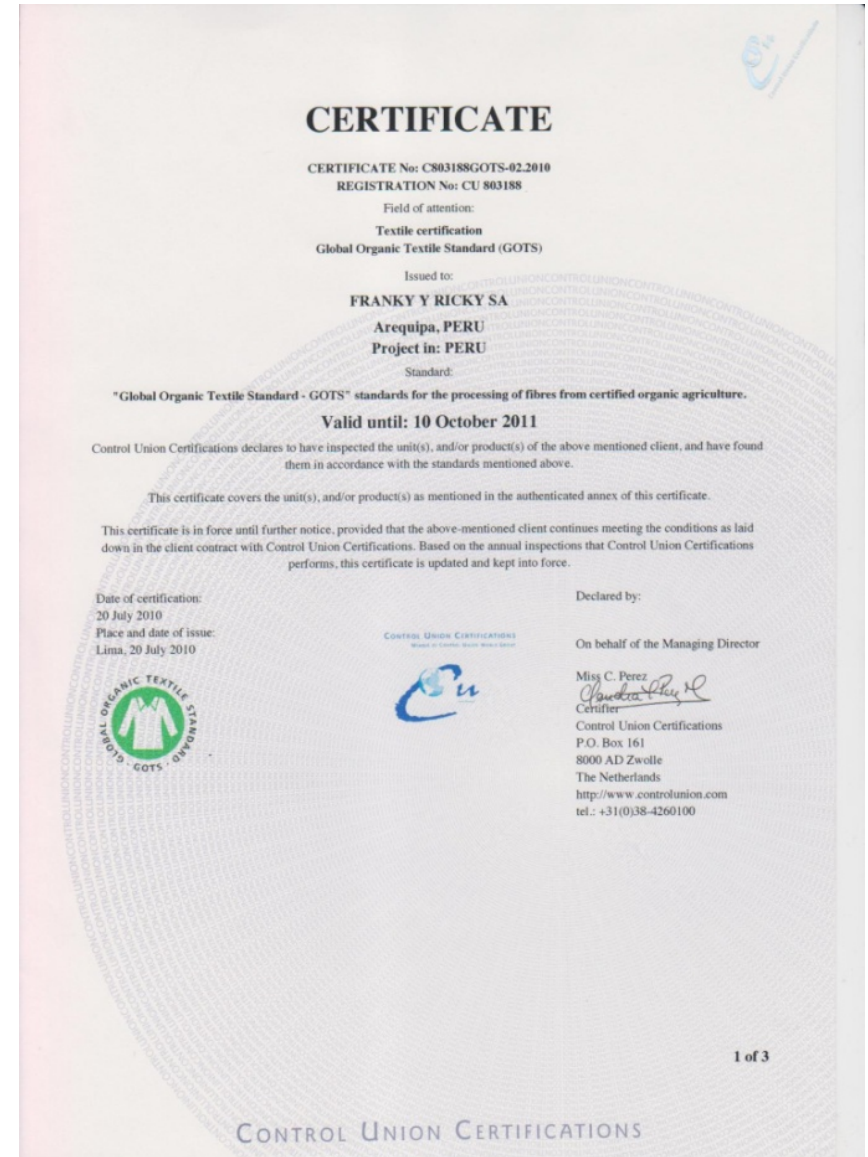 CERTIFICATE
CERTIFICATE No: C803188GOTS-02.2010
REGISTRATION No: CU 803188
Field of attention:
Textile certification
Global Organic Textile Standard (GOTS)
Issued to:
FRANKY Y RICKY SA
Arequipa, PERU
Project in: PERU
Standard:
"Global Organic Textile Standard - GOTS" standards for the processing of fibres from certified organic agriculture.
Valid until: 10 October 2011
Control Union Certifications declares to have inspected the unit(s), and/or product(s) of the above mentioned client, and have found
them in accordance with the standards mentioned above.
This certificate covers the unit(s), and/or product(s) as mentioned in the authenticated annex of this certificate.
This certificate is in force until further notice, provided that the above-mentioned client continues meeting the conditions as laid
down in the client contract with Control Union Certifications. Based on the annual inspections that Control Union Certifications
performs, this certificate is updated and kept into force.
Date of certification:
20 July 2010
Place and date of issue:
Lima, 20 July 2010
GLOBAL ORGANIC TEXTILE STANDARD · GOTS ·
CONTROL UNION CERTIFICATIONS
MEMBER OF CONTROL UNION WORLD GROUP
Cu
Declared by:
On behalf of the Managing Director
Miss C. Perez
Certifier
Control Union Certifications
P.O. Box 161
8000 AD Zwolle
The Netherlands
http://www.controlunion.com
tel.: +31(0)38-4260100
1 of 3
CONTROL UNION CERTIFICATIONS